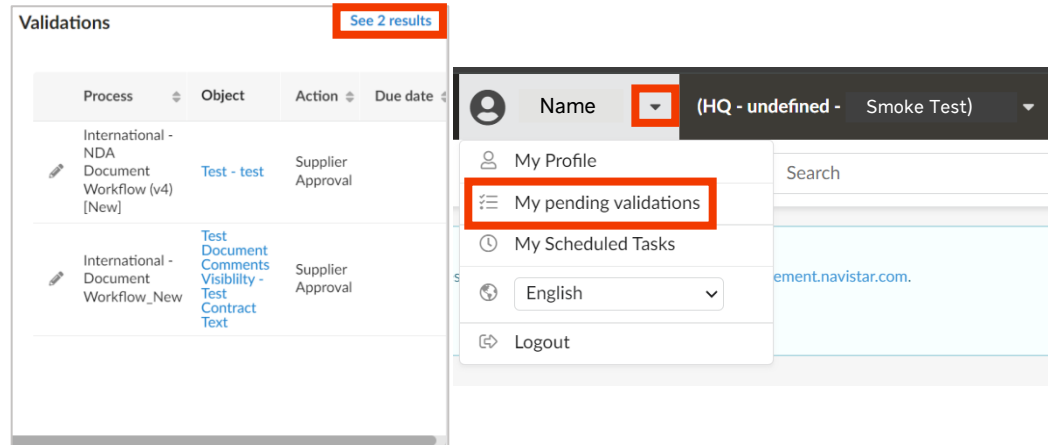 Validations
See 2 results
Process
Object
Action
Due date
International -
NDA
Document
Workflow (v4)
[New]
Test - test
Supplier
Approval
International -
Document
Workflow_New
Test
Document
Comments
Visiblilty -
Test
Contract
Text
Supplier
Approval
Name
(HQ - undefined - Smoke Test)
My Profile
Search
My pending validations
My Scheduled Tasks
s
ement.navistar.com.
English
Logout